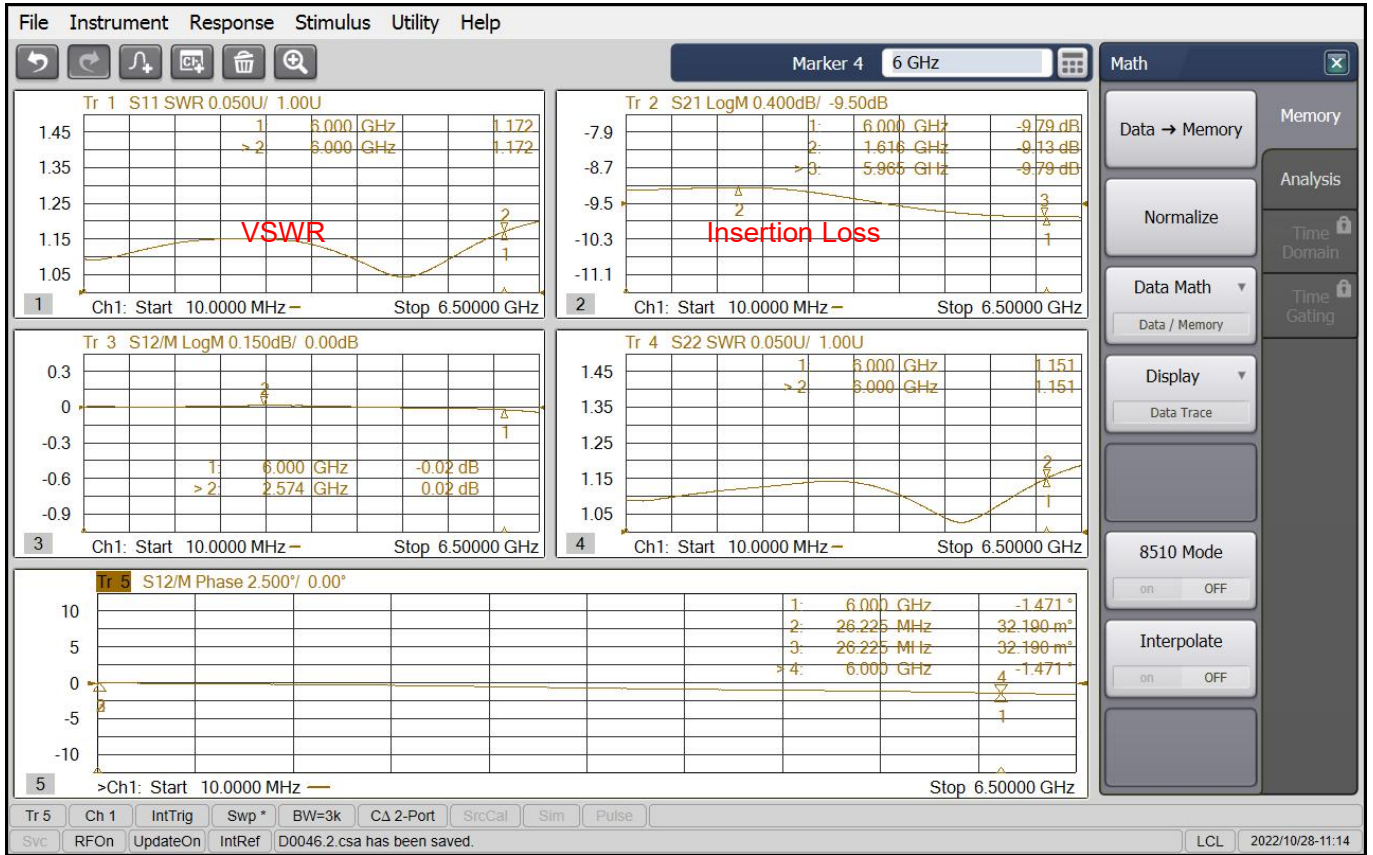 File Instrument Response Stimulus Utility Help
Marker 4 6 GHz
Tr 1 S11 SWR 0.050U/ 1.00U
1: 6.000 GHz 1.172
> 2: 6.000 GHz 1.172
1.45
1.35
1.25
1.15
1.05
VSWR
2
1
1 Ch1: Start 10.0000 MHz Stop 6.50000 GHz
Tr 2 S21 LogM 0.400dB/ -9.50dB
1: 6.000 GHz -9.79 dB
2: 1.616 GHz -9.13 dB
> 3: 5.965 GHz -9.79 dB
-7.9
-8.7
-9.5
-10.3
-11.1
Insertion Loss
2
3
1
2 Ch1: Start 10.0000 MHz Stop 6.50000 GHz
Tr 3 S12/M LogM 0.150dB/ 0.00dB
0.3
0
-0.3
-0.6
-0.9
2
1
1: 6.000 GHz -0.02 dB
> 2: 2.574 GHz 0.02 dB
3 Ch1: Start 10.0000 MHz Stop 6.50000 GHz
Tr 4 S22 SWR 0.050U/ 1.00U
1: 6.000 GHz 1.151
> 2: 6.000 GHz 1.151
1.45
1.35
1.25
1.15
1.05
2
1
4 Ch1: Start 10.0000 MHz Stop 6.50000 GHz
Tr 5 S12/M Phase 2.500°/ 0.00°
1: 6.000 GHz -1.471 °
2: 26.225 MHz 32.190 m°
3: 26.225 MHz 32.190 m°
> 4: 6.000 GHz -1.471 °
10
5
0
-5
-10
4
1
5 >Ch1: Start 10.0000 MHz Stop 6.50000 GHz
Math
Data → Memory
Normalize
Data Math
Data / Memory
Display
Data Trace
8510 Mode
on OFF
Interpolate
on OFF
Memory
Analysis
Time
Domain
Time
Gating
Tr 5 Ch 1 IntTrig Swp * BW=3k CΔ 2-Port SrcCal Sim Pulse
Svc RFOn UpdateOn IntRef D0046.2.csa has been saved. LCL 2022/10/28-11:14